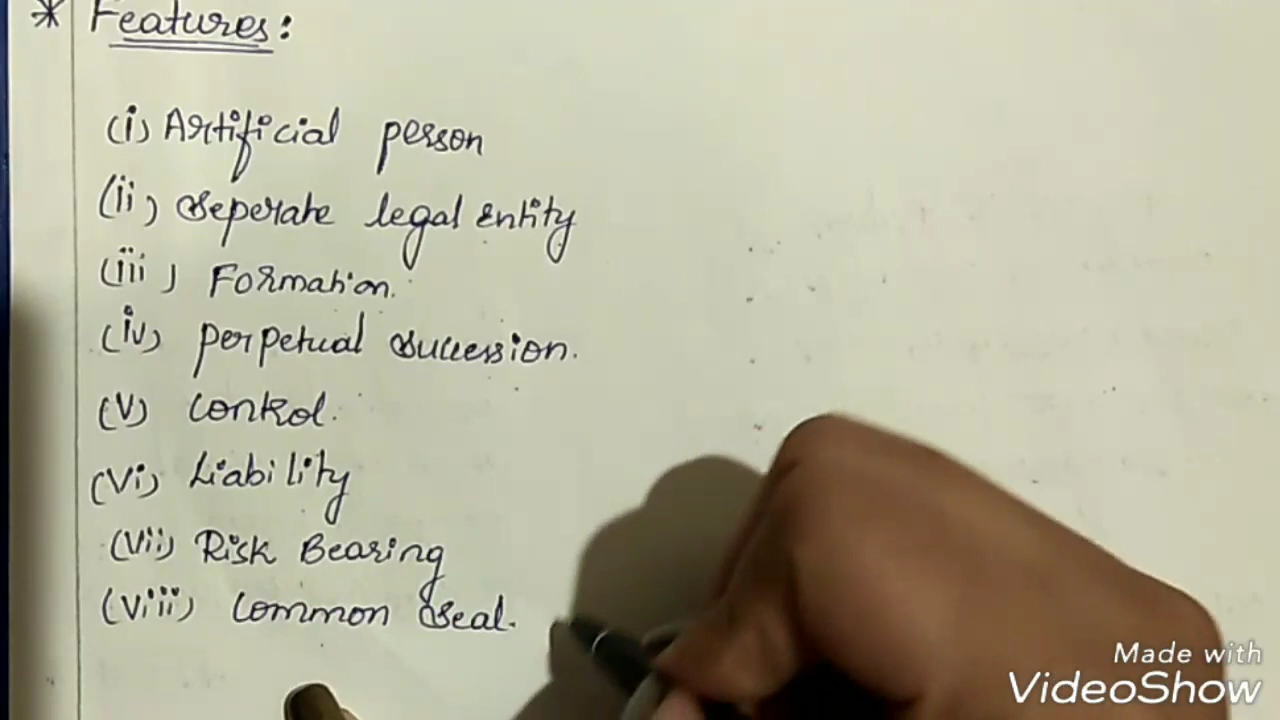 * Features:
(i) Artificial person
(ii) Seperate legal entity
(iii) Formation.
(iv) perpetual succession.
(v) control.
(vi) Liability
(vii) Risk Bearing
(viii) common seal.
Made with
VideoShow